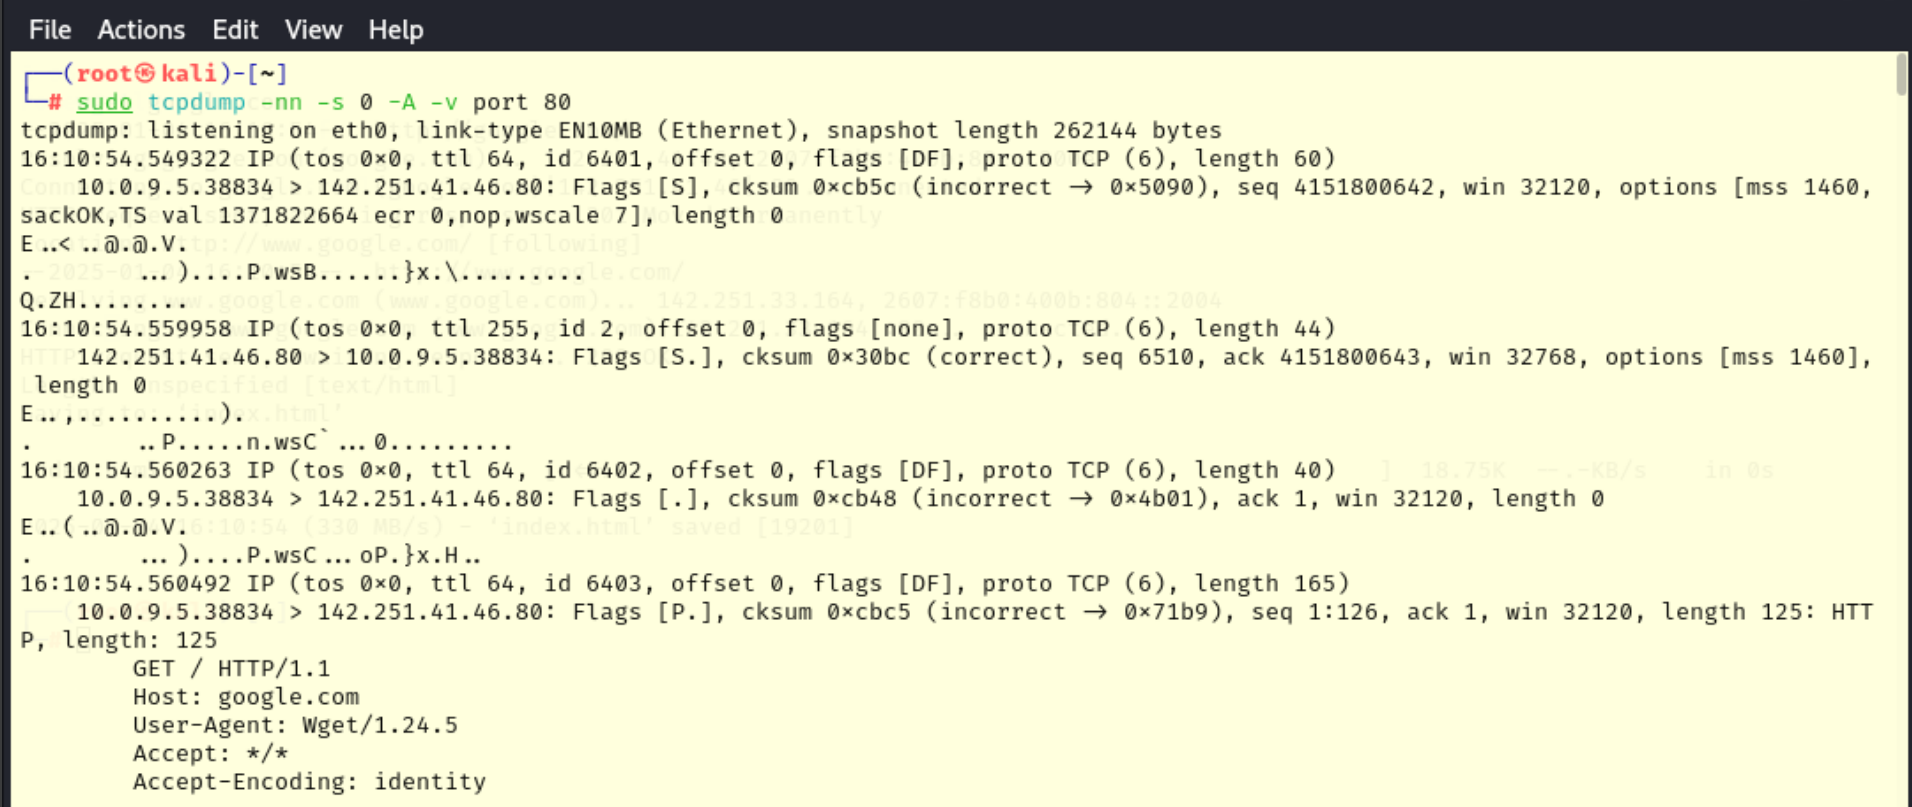 File Actions Edit View Help
┌──(root㉿kali)-[~]
└─# sudo tcpdump -nn -s 0 -A -v port 80
tcpdump: listening on eth0, link-type EN10MB (Ethernet), snapshot length 262144 bytes
16:10:54.549322 IP (tos 0×0, ttl 64, id 6401, offset 0, flags [DF], proto TCP (6), length 60)
    10.0.9.5.38834 > 142.251.41.46.80: Flags [S], cksum 0×cb5c (incorrect → 0×5090), seq 4151800642, win 32120, options [mss 1460,
sackOK,TS val 1371822664 ecr 0,nop,wscale 7], length 0
E..<..@.@.V.
.       ...)....P.wsB......}x.\.........
Q.ZH........
16:10:54.559958 IP (tos 0×0, ttl 255, id 2, offset 0, flags [none], proto TCP (6), length 44)
    142.251.41.46.80 > 10.0.9.5.38834: Flags [S.], cksum 0×30bc (correct), seq 6510, ack 4151800643, win 32768, options [mss 1460],
 length 0
E..,..........).
.       ..P.....n.wsC`...0.........
16:10:54.560263 IP (tos 0×0, ttl 64, id 6402, offset 0, flags [DF], proto TCP (6), length 40)
    10.0.9.5.38834 > 142.251.41.46.80: Flags [.], cksum 0×cb48 (incorrect → 0×4b01), ack 1, win 32120, length 0
E..(..@.@.V.
.       ...)....P.wsC...oP.}x.H..
16:10:54.560492 IP (tos 0×0, ttl 64, id 6403, offset 0, flags [DF], proto TCP (6), length 165)
    10.0.9.5.38834 > 142.251.41.46.80: Flags [P.], cksum 0×cbc5 (incorrect → 0×71b9), seq 1:126, ack 1, win 32120, length 125: HTT
P, length: 125
        GET / HTTP/1.1
        Host: google.com
        User-Agent: Wget/1.24.5
        Accept: */*
        Accept-Encoding: identity